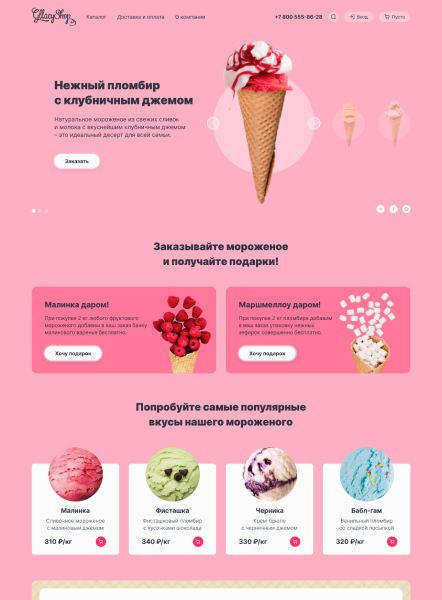 GllacyShop
Каталог
Доставка и оплата
О компании
+7 800 555-86-28
Вход
Пусто
Нежный пломбир
с клубничным джемом
Натуральное мороженое из свежих сливок
и молока с вкуснейшим клубничным джемом
– это идеальный десерт для всей семьи.
Заказать
Заказывайте мороженое
и получайте подарки!
Малинка даром!
При покупке 2 кг любого фруктового
мороженого добавим в ваш заказ банку
малинового варенья бесплатно.
Хочу подарок
Маршмеллоу даром!
При покупке 2 кг пломбира добавим
в ваш заказ упаковку нежных
зефирок совершенно бесплатно.
Хочу подарок
Попробуйте самые популярные
вкусы нашего мороженого
Малинка
Сливочное мороженое
с малиновым джемом
310 ₽/кг
Фисташка
Фисташковый пломбир
с кусочками шоколада
340 ₽/кг
Черника
Крем-брюле
с черничным джемом
330 ₽/кг
Бабл-гам
Ванильный пломбир
со сладкой посыпкой
320 ₽/кг